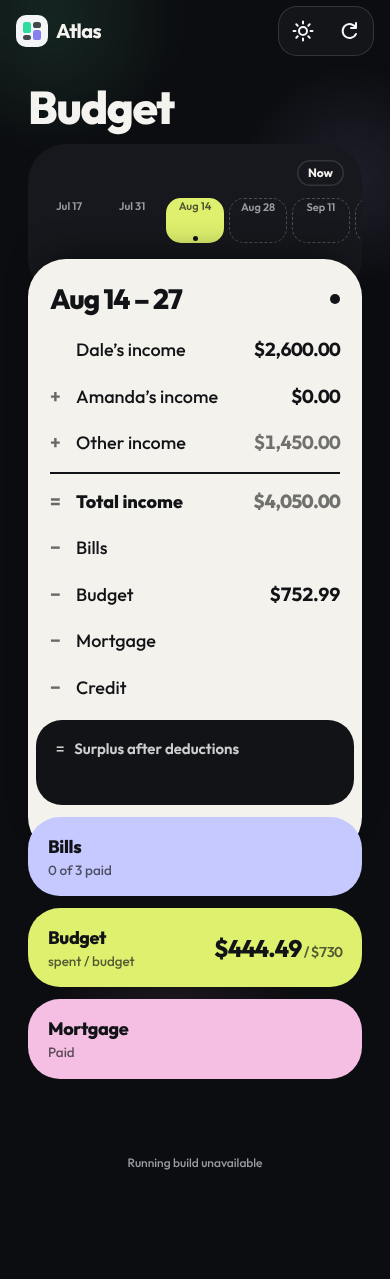 Atlas
Budget
Now
Jul 17 Jul 31 Aug 14 Aug 28 Sep 11
Aug 14 – 27
Dale’s income $2,600.00
+ Amanda’s income $0.00
+ Other income $1,450.00
= Total income $4,050.00
− Bills
− Budget $752.99
− Mortgage
− Credit
= Surplus after deductions
Bills
0 of 3 paid
Budget $444.49 / $730
spent / budget
Mortgage
Paid
Running build unavailable